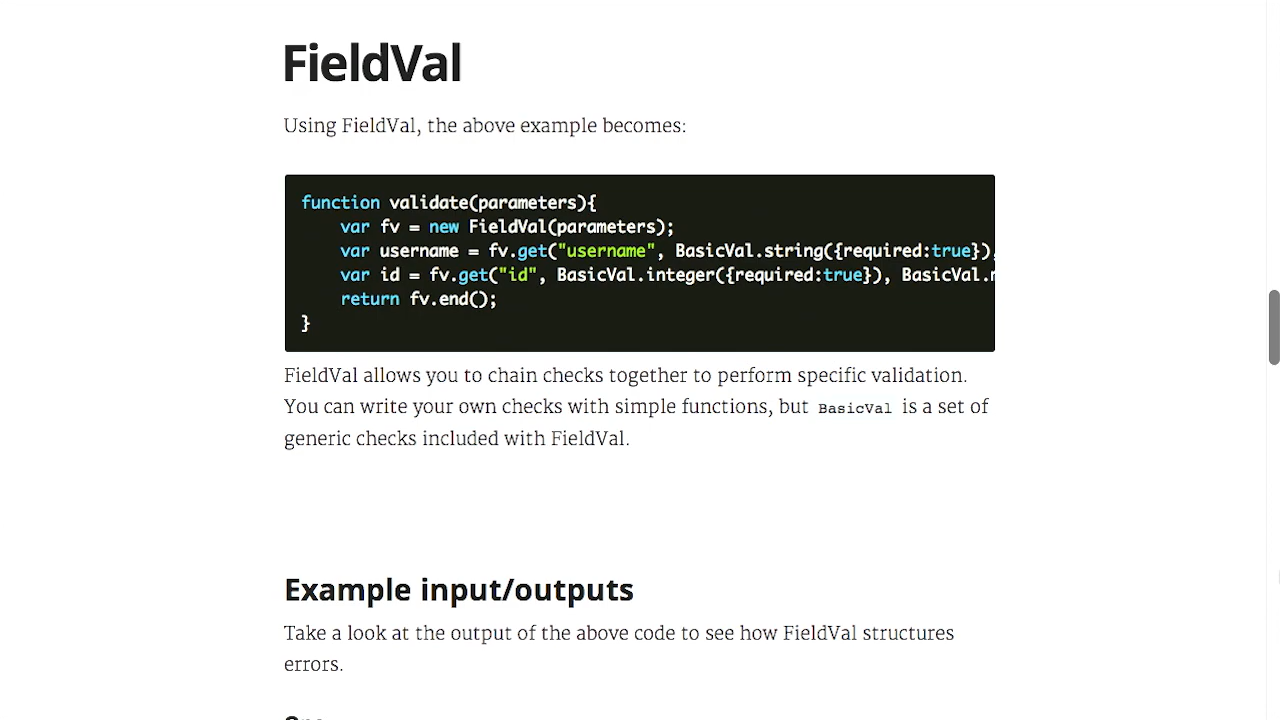 FieldVal
Using FieldVal, the above example becomes:
function validate(parameters){
    var fv = new FieldVal(parameters);
    var username = fv.get("username", BasicVal.string({required:true}),
    var id = fv.get("id", BasicVal.integer({required:true}), BasicVal.
    return fv.end();
}
FieldVal allows you to chain checks together to perform specific validation.
You can write your own checks with simple functions, but BasicVal is a set of
generic checks included with FieldVal.
Example input/outputs
Take a look at the output of the above code to see how FieldVal structures
errors.